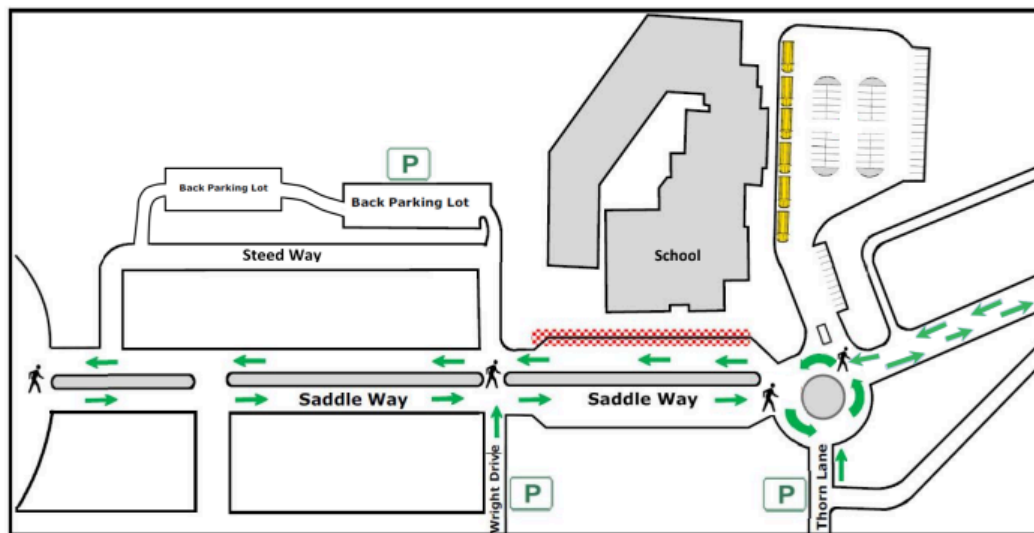 P
Back Parking Lot
Back Parking Lot
Steed Way
School
Saddle Way
Saddle Way
Wright Drive
P
P
Thorn Lane